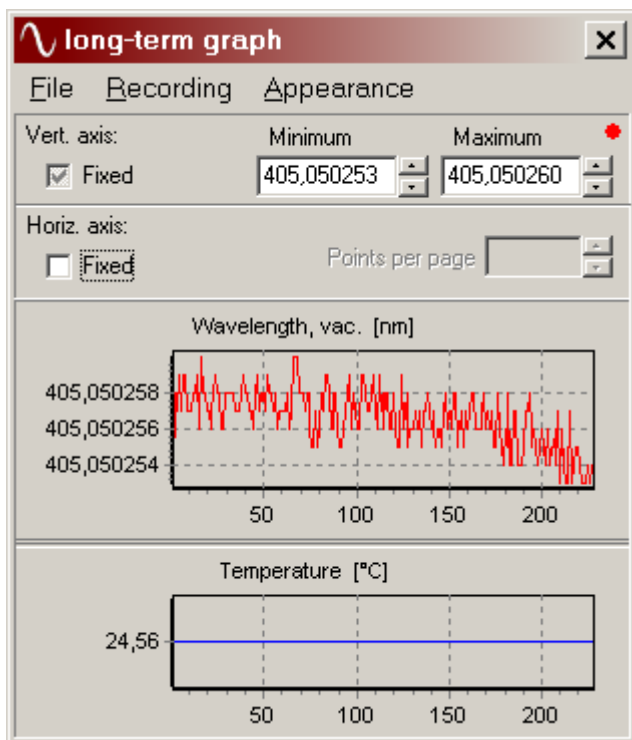 long-term graph
File Recording Appearance
Vert. axis: Minimum Maximum
Fixed 405,050253 405,050260
Horiz. axis:
Fixed Points per page
Wavelength, vac. [nm]
405,050258
405,050256
405,050254
50 100 150 200
Temperature [°C]
24,56
50 100 150 200